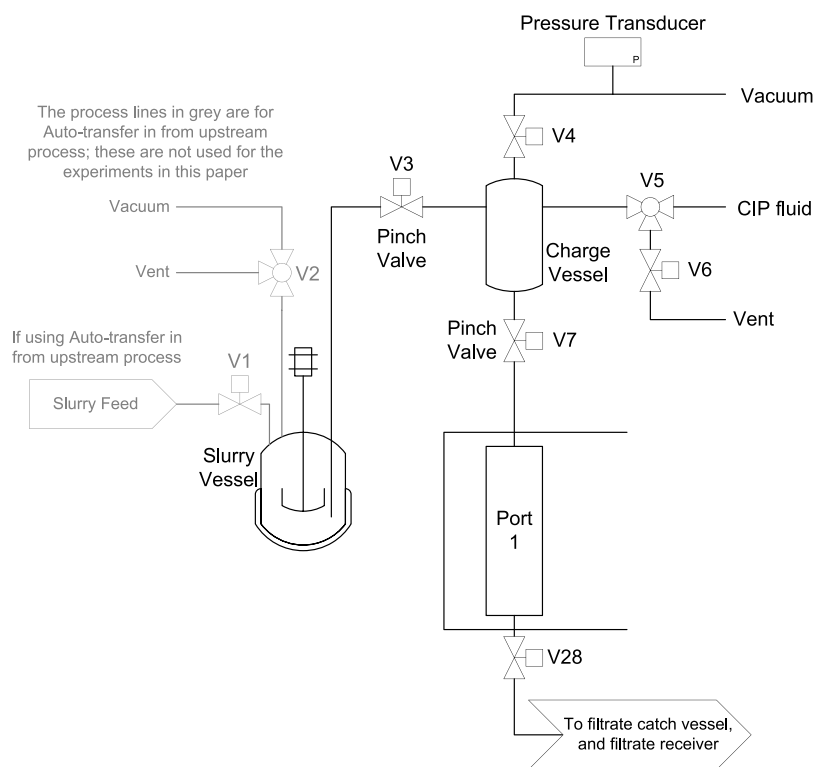 Pressure Transducer
P
Vacuum
The process lines in grey are for
Auto-transfer in from upstream
process; these are not used for the
experiments in this paper
V4
V3
V5
Vacuum
CIP fluid
Pinch
Valve
Charge
Vessel
Vent
V2
V6
Vent
If using Auto-transfer in
from upstream process
Pinch
Valve
V7
V1
Slurry Feed
Slurry
Vessel
Port
1
V28
To filtrate catch vessel,
and filtrate receiver